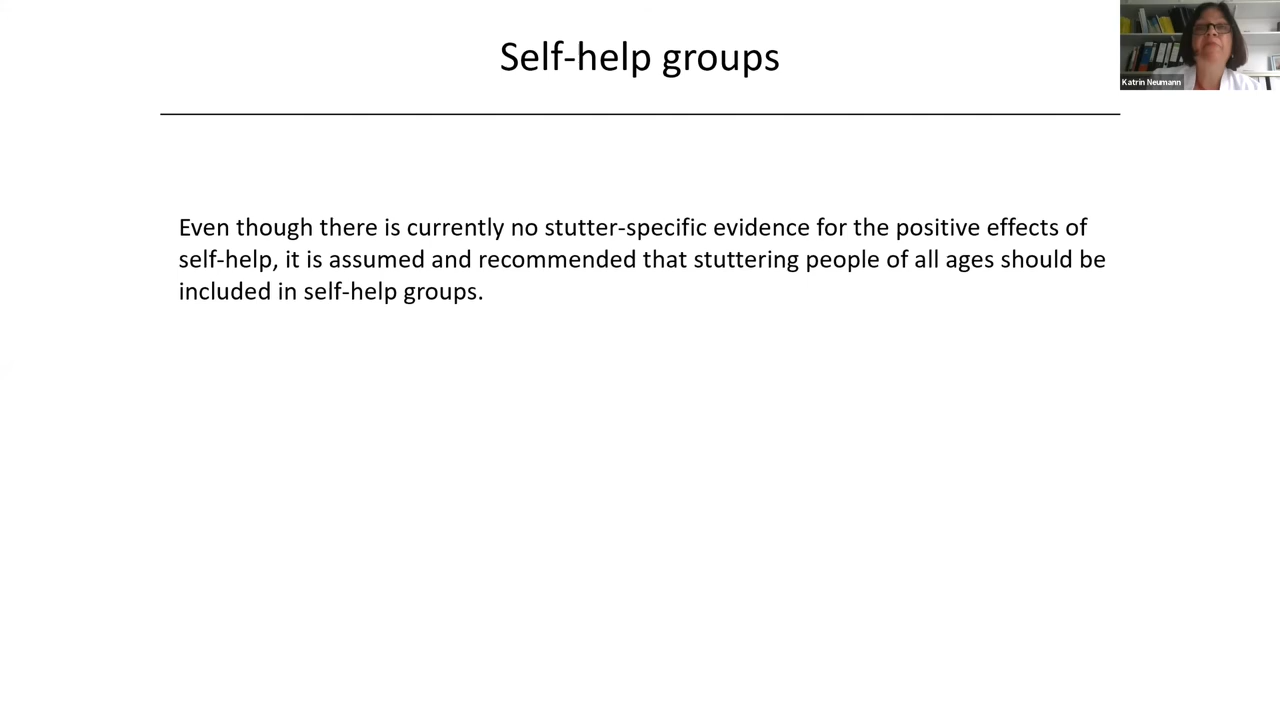 Self-help groups
Katrin Neumann
Even though there is currently no stutter-specific evidence for the positive effects of
self-help, it is assumed and recommended that stuttering people of all ages should be
included in self-help groups.